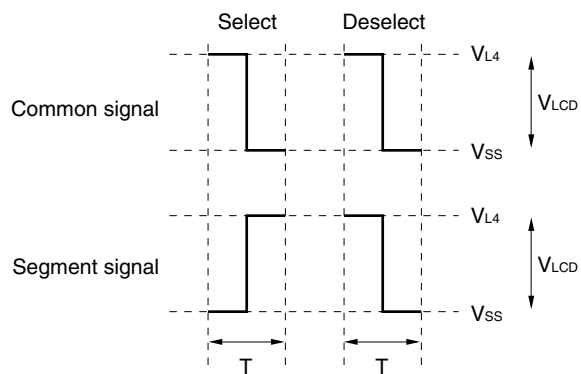 Select Deselect
VL4
Common signal
VLCD
VSS
VL4
Segment signal
VLCD
VSS
T T